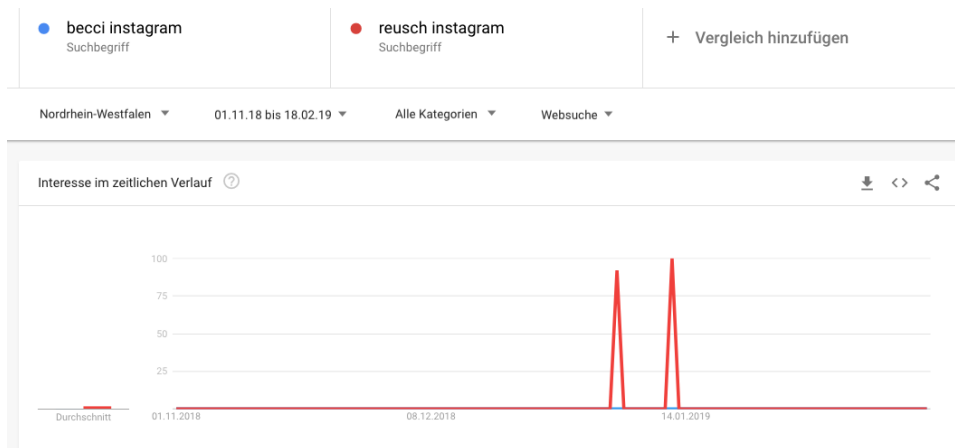 becci instagram
Suchbegriff
reusch instagram
Suchbegriff
+ Vergleich hinzufügen
Nordrhein-Westfalen
01.11.18 bis 18.02.19
Alle Kategorien
Websuche
Interesse im zeitlichen Verlauf
100
75
50
25
Durchschnitt
01.11.2018
08.12.2018
14.01.2019